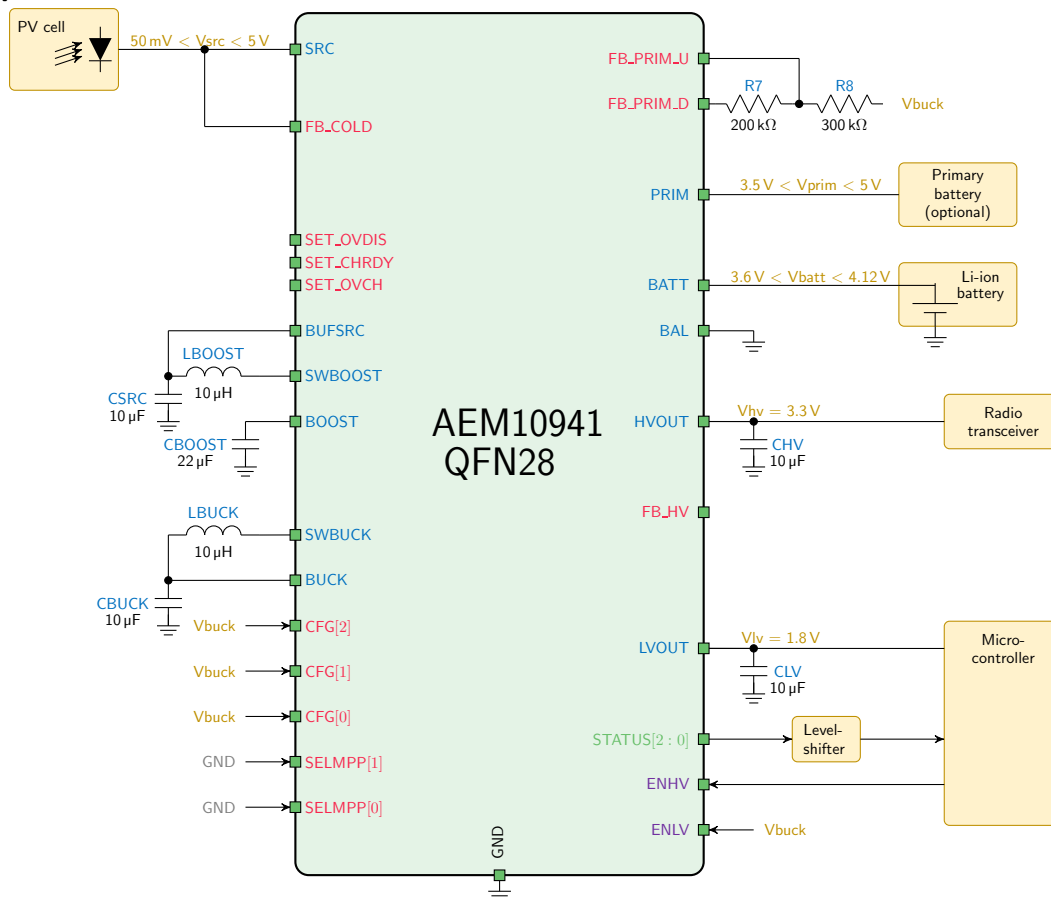 PV cell
50 mV < Vsrc < 5 V
SRC
FB_COLD
SET_OVDIS
SET_CHRDY
SET_OVCH
BUFSRC
LBOOST
10 µH
SWBOOST
CSRC
10 µF
BOOST
CBOOST
22 µF
LBUCK
10 µH
SWBUCK
BUCK
CBUCK
10 µF
Vbuck
CFG[2]
Vbuck
CFG[1]
Vbuck
CFG[0]
GND
SELMPP[1]
GND
SELMPP[0]
AEM10941
QFN28
GND
FB_PRIM_U
FB_PRIM_D
R7
200 kΩ
R8
300 kΩ
Vbuck
PRIM
3.5 V < Vprim < 5 V
Primary
battery
(optional)
BATT
3.6 V < Vbatt < 4.12 V
Li-ion
battery
BAL
HVOUT
Vhv = 3.3 V
CHV
10 µF
Radio
transceiver
FB_HV
LVOUT
Vlv = 1.8 V
CLV
10 µF
Micro-
controller
STATUS[2 : 0]
Level-
shifter
ENHV
ENLV
Vbuck